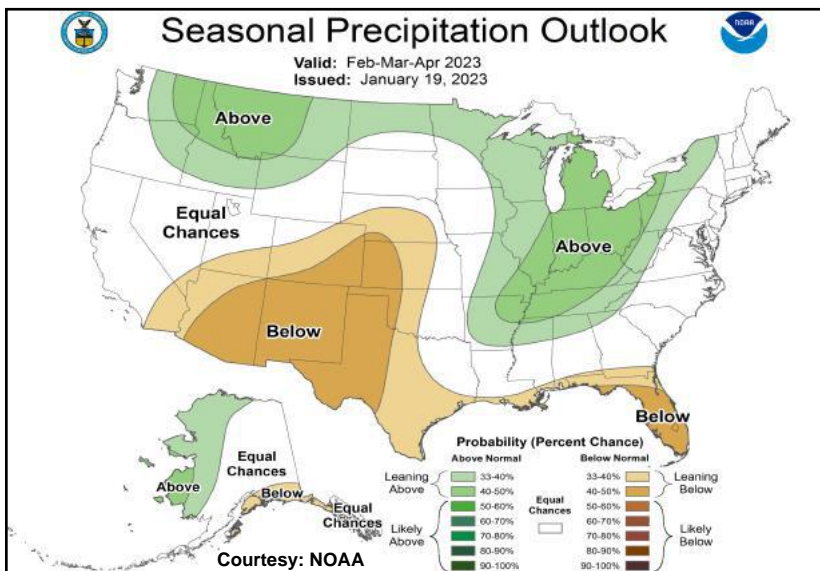 Seasonal Precipitation Outlook
NOAA
Valid: Feb-Mar-Apr 2023
Issued: January 19, 2023
Above
Equal
Chances
Above
Below
Below
Equal
Chances
Above
Below
Equal
Chances
Courtesy: NOAA
Probability (Percent Chance)
Above Normal
Below Normal
Leaning
Above
33-40%
40-50%
Likely
Above
50-60%
60-70%
70-80%
80-90%
90-100%
Equal
Chances
33-40%
40-50%
Leaning
Below
50-60%
60-70%
70-80%
80-90%
90-100%
Likely
Below